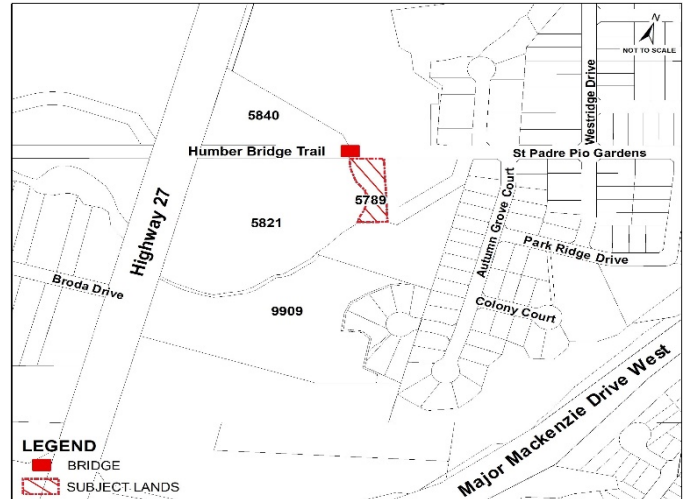 N
NOT TO SCALE
Westridge Drive
5840
Humber Bridge Trail
St Padre Pio Gardens
5789
5821
Highway 27
Autumn Grove Court
Park Ridge Drive
Broda Drive
9909
Colony Court
Major Mackenzie Drive West
LEGEND
BRIDGE
SUBJECT LANDS